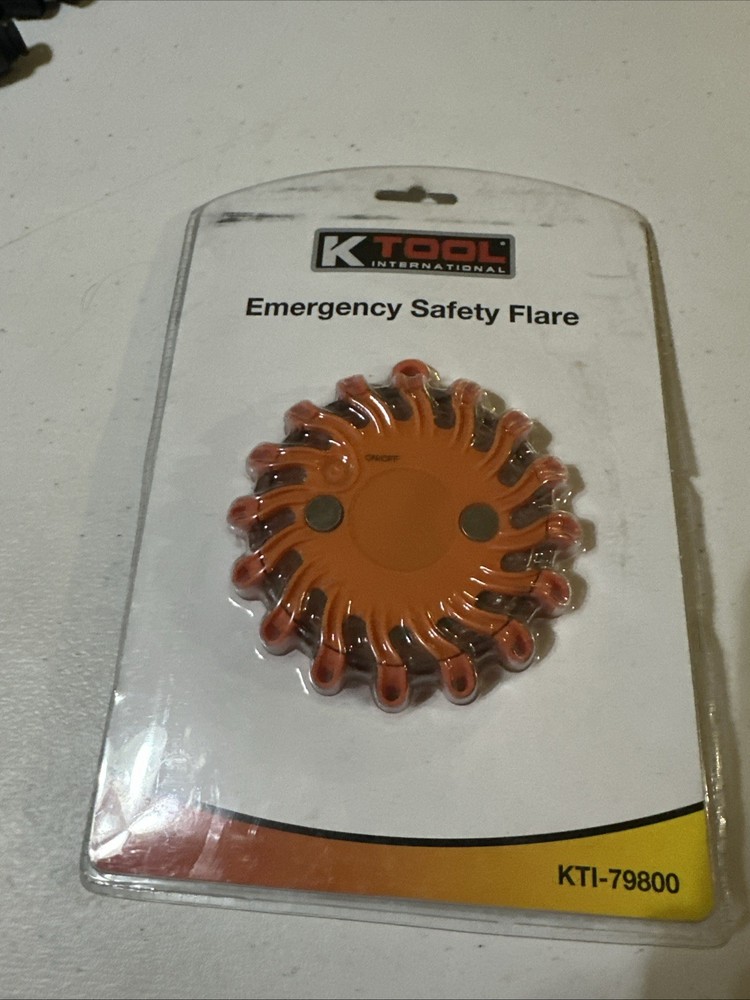 K TOOL
INTERNATIONAL
Emergency Safety Flare
ON/OFF
KTI-79800